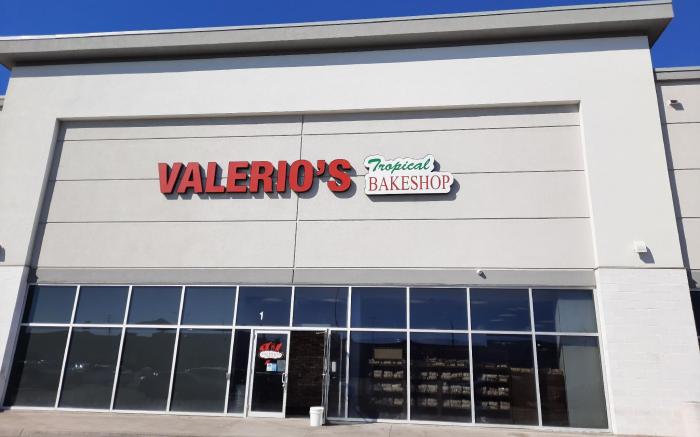 VALERIO'S
Tropical
BAKESHOP
1